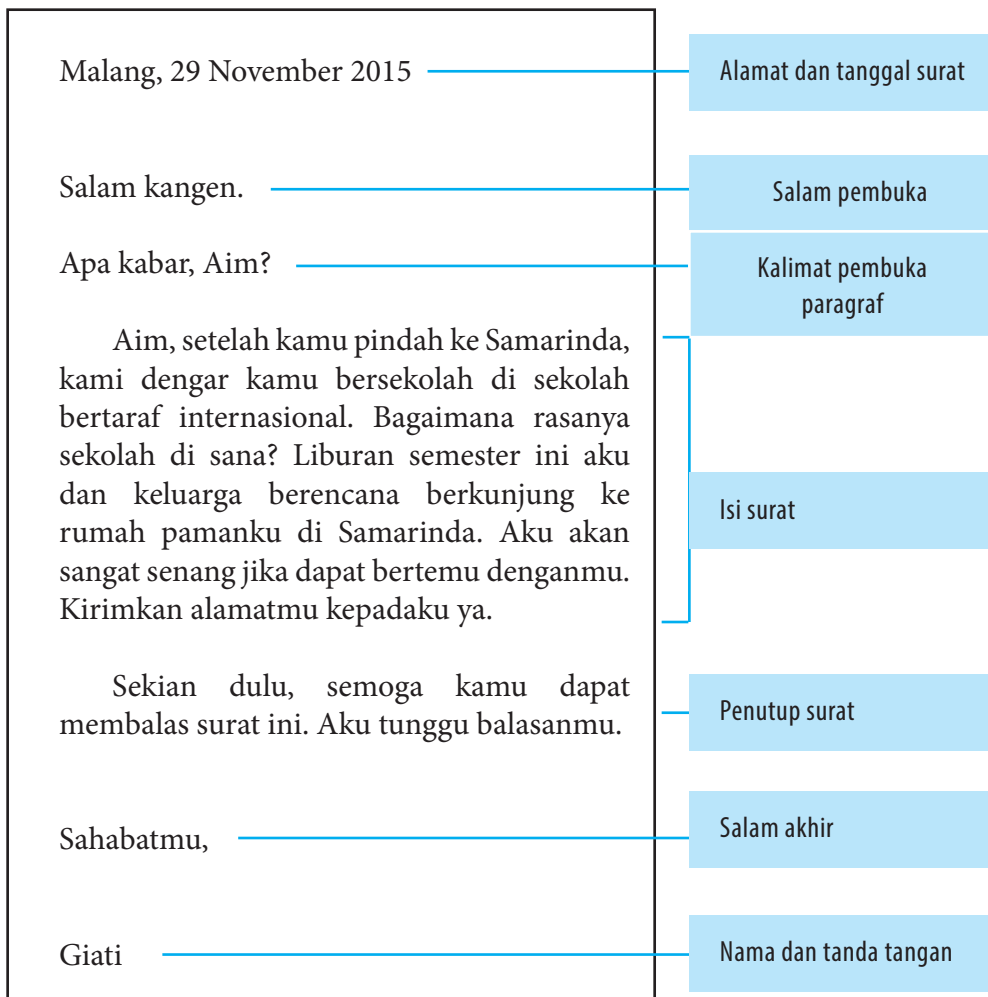 Malang, 29 November 2015
Alamat dan tanggal surat
Salam kangen.
Salam pembuka
Apa kabar, Aim?
Kalimat pembuka
paragraf
Aim, setelah kamu pindah ke Samarinda,
kami dengar kamu bersekolah di sekolah
bertaraf internasional. Bagaimana rasanya
sekolah di sana? Liburan semester ini aku
dan keluarga berencana berkunjung ke
rumah pamanku di Samarinda. Aku akan
sangat senang jika dapat bertemu denganmu.
Kirimkan alamatmu kepadaku ya.
Isi surat
Sekian dulu, semoga kamu dapat
membalas surat ini. Aku tunggu balasanmu.
Penutup surat
Sahabatmu,
Salam akhir
Giati
Nama dan tanda tangan